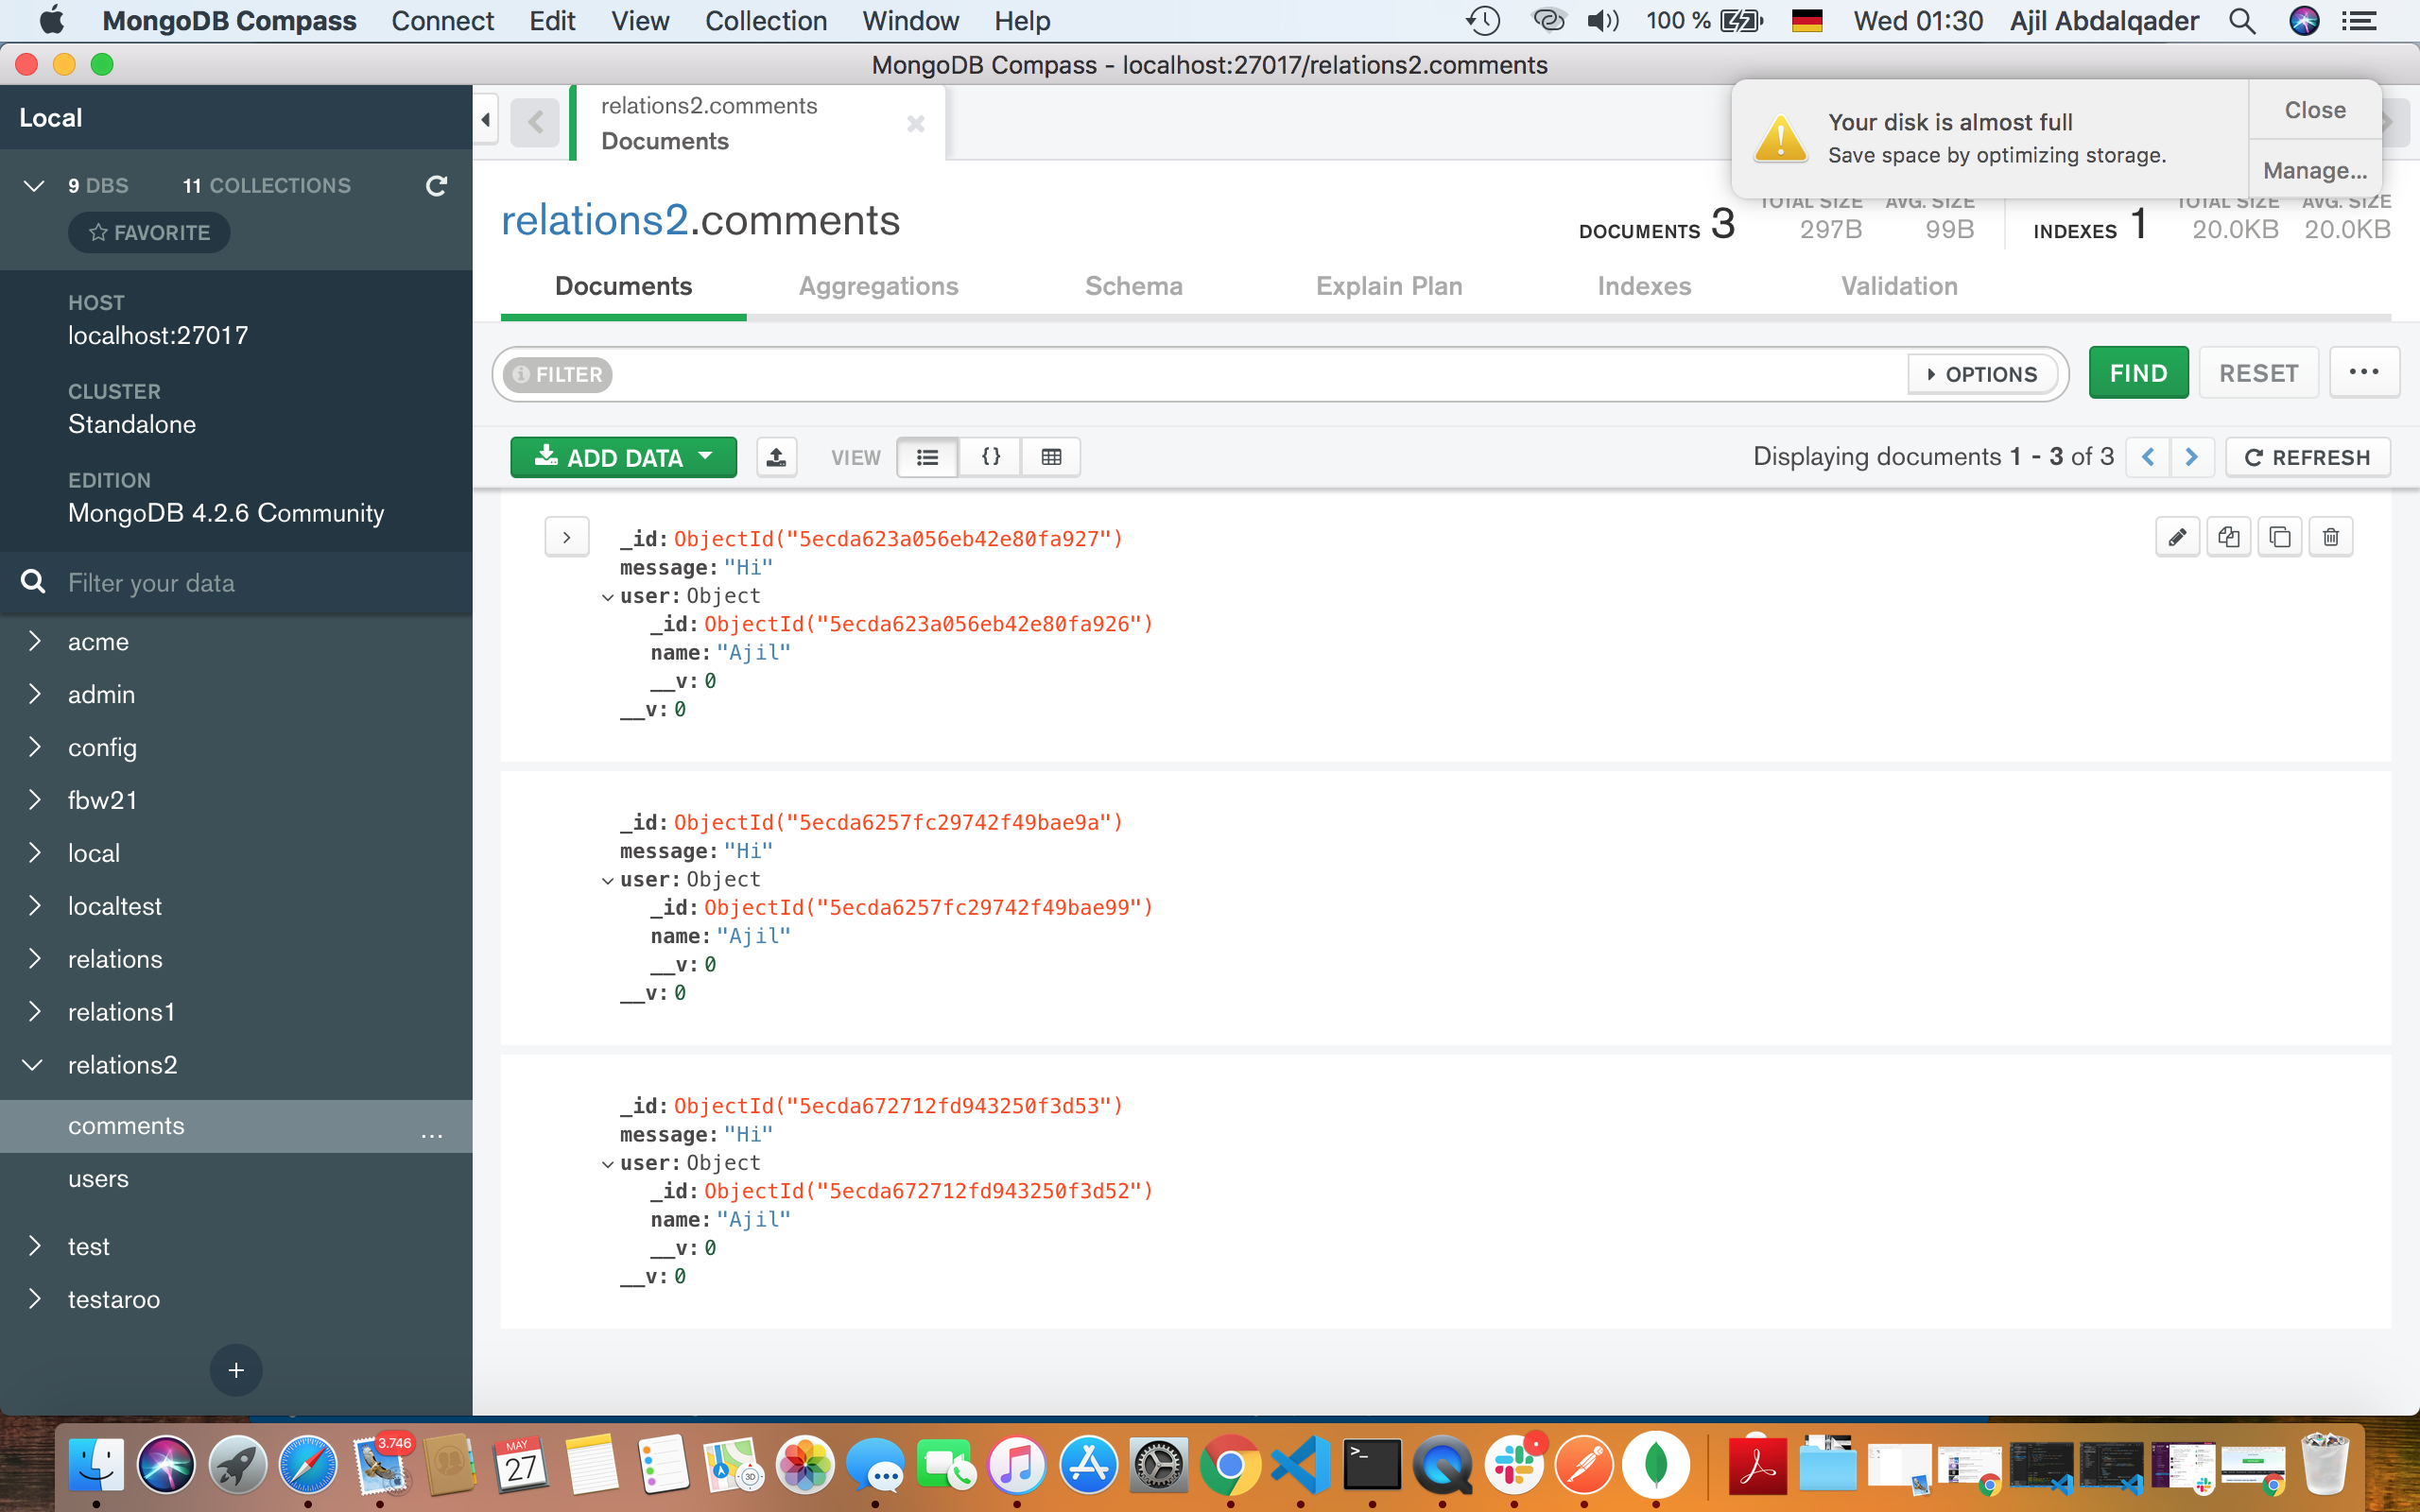 MongoDB Compass Connect Edit View Collection Window Help 100 % Wed 01:30 Ajil Abdalqader
MongoDB Compass - localhost:27017/relations2.comments
Your disk is almost full
Save space by optimizing storage.
Close
Manage...
Local
9 DBS 11 COLLECTIONS
FAVORITE
HOST
localhost:27017
CLUSTER
Standalone
EDITION
MongoDB 4.2.6 Community
Filter your data
acme
admin
config
fbw21
local
localtest
relations
relations1
relations2
comments ...
users
test
testaroo
+
relations2.comments
Documents
relations2.comments
DOCUMENTS 3 TOTAL SIZE 297B AVG. SIZE 99B INDEXES 1 TOTAL SIZE 20.0KB AVG. SIZE 20.0KB
Documents Aggregations Schema Explain Plan Indexes Validation
FILTER OPTIONS FIND RESET ...
ADD DATA VIEW {} Displaying documents 1 - 3 of 3 REFRESH
_id: ObjectId("5ecda623a056eb42e80fa927")
message: "Hi"
user: Object
_id: ObjectId("5ecda623a056eb42e80fa926")
name: "Ajil"
__v: 0
__v: 0
_id: ObjectId("5ecda6257fc29742f49bae9a")
message: "Hi"
user: Object
_id: ObjectId("5ecda6257fc29742f49bae99")
name: "Ajil"
__v: 0
__v: 0
_id: ObjectId("5ecda672712fd943250f3d53")
message: "Hi"
user: Object
_id: ObjectId("5ecda672712fd943250f3d52")
name: "Ajil"
__v: 0
__v: 0
3.746
MAY
27
3D
>_